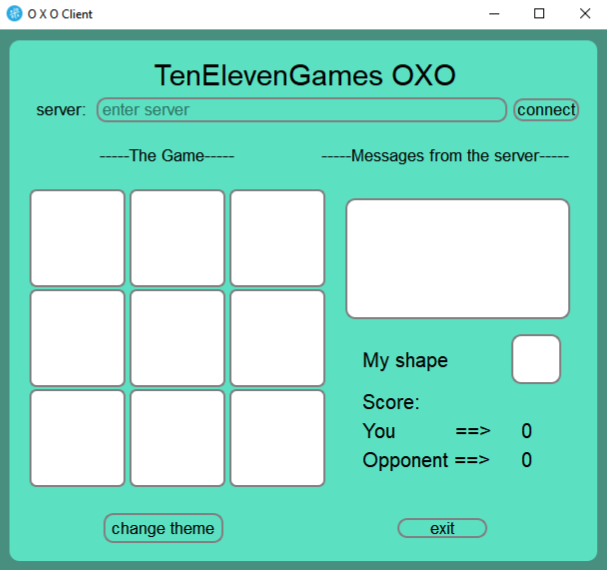 O X O Client
TenElevenGames OXO
server: enter server connect
-----The Game-----
-----Messages from the server-----
My shape
Score:
You ==> 0
Opponent ==> 0
change theme
exit